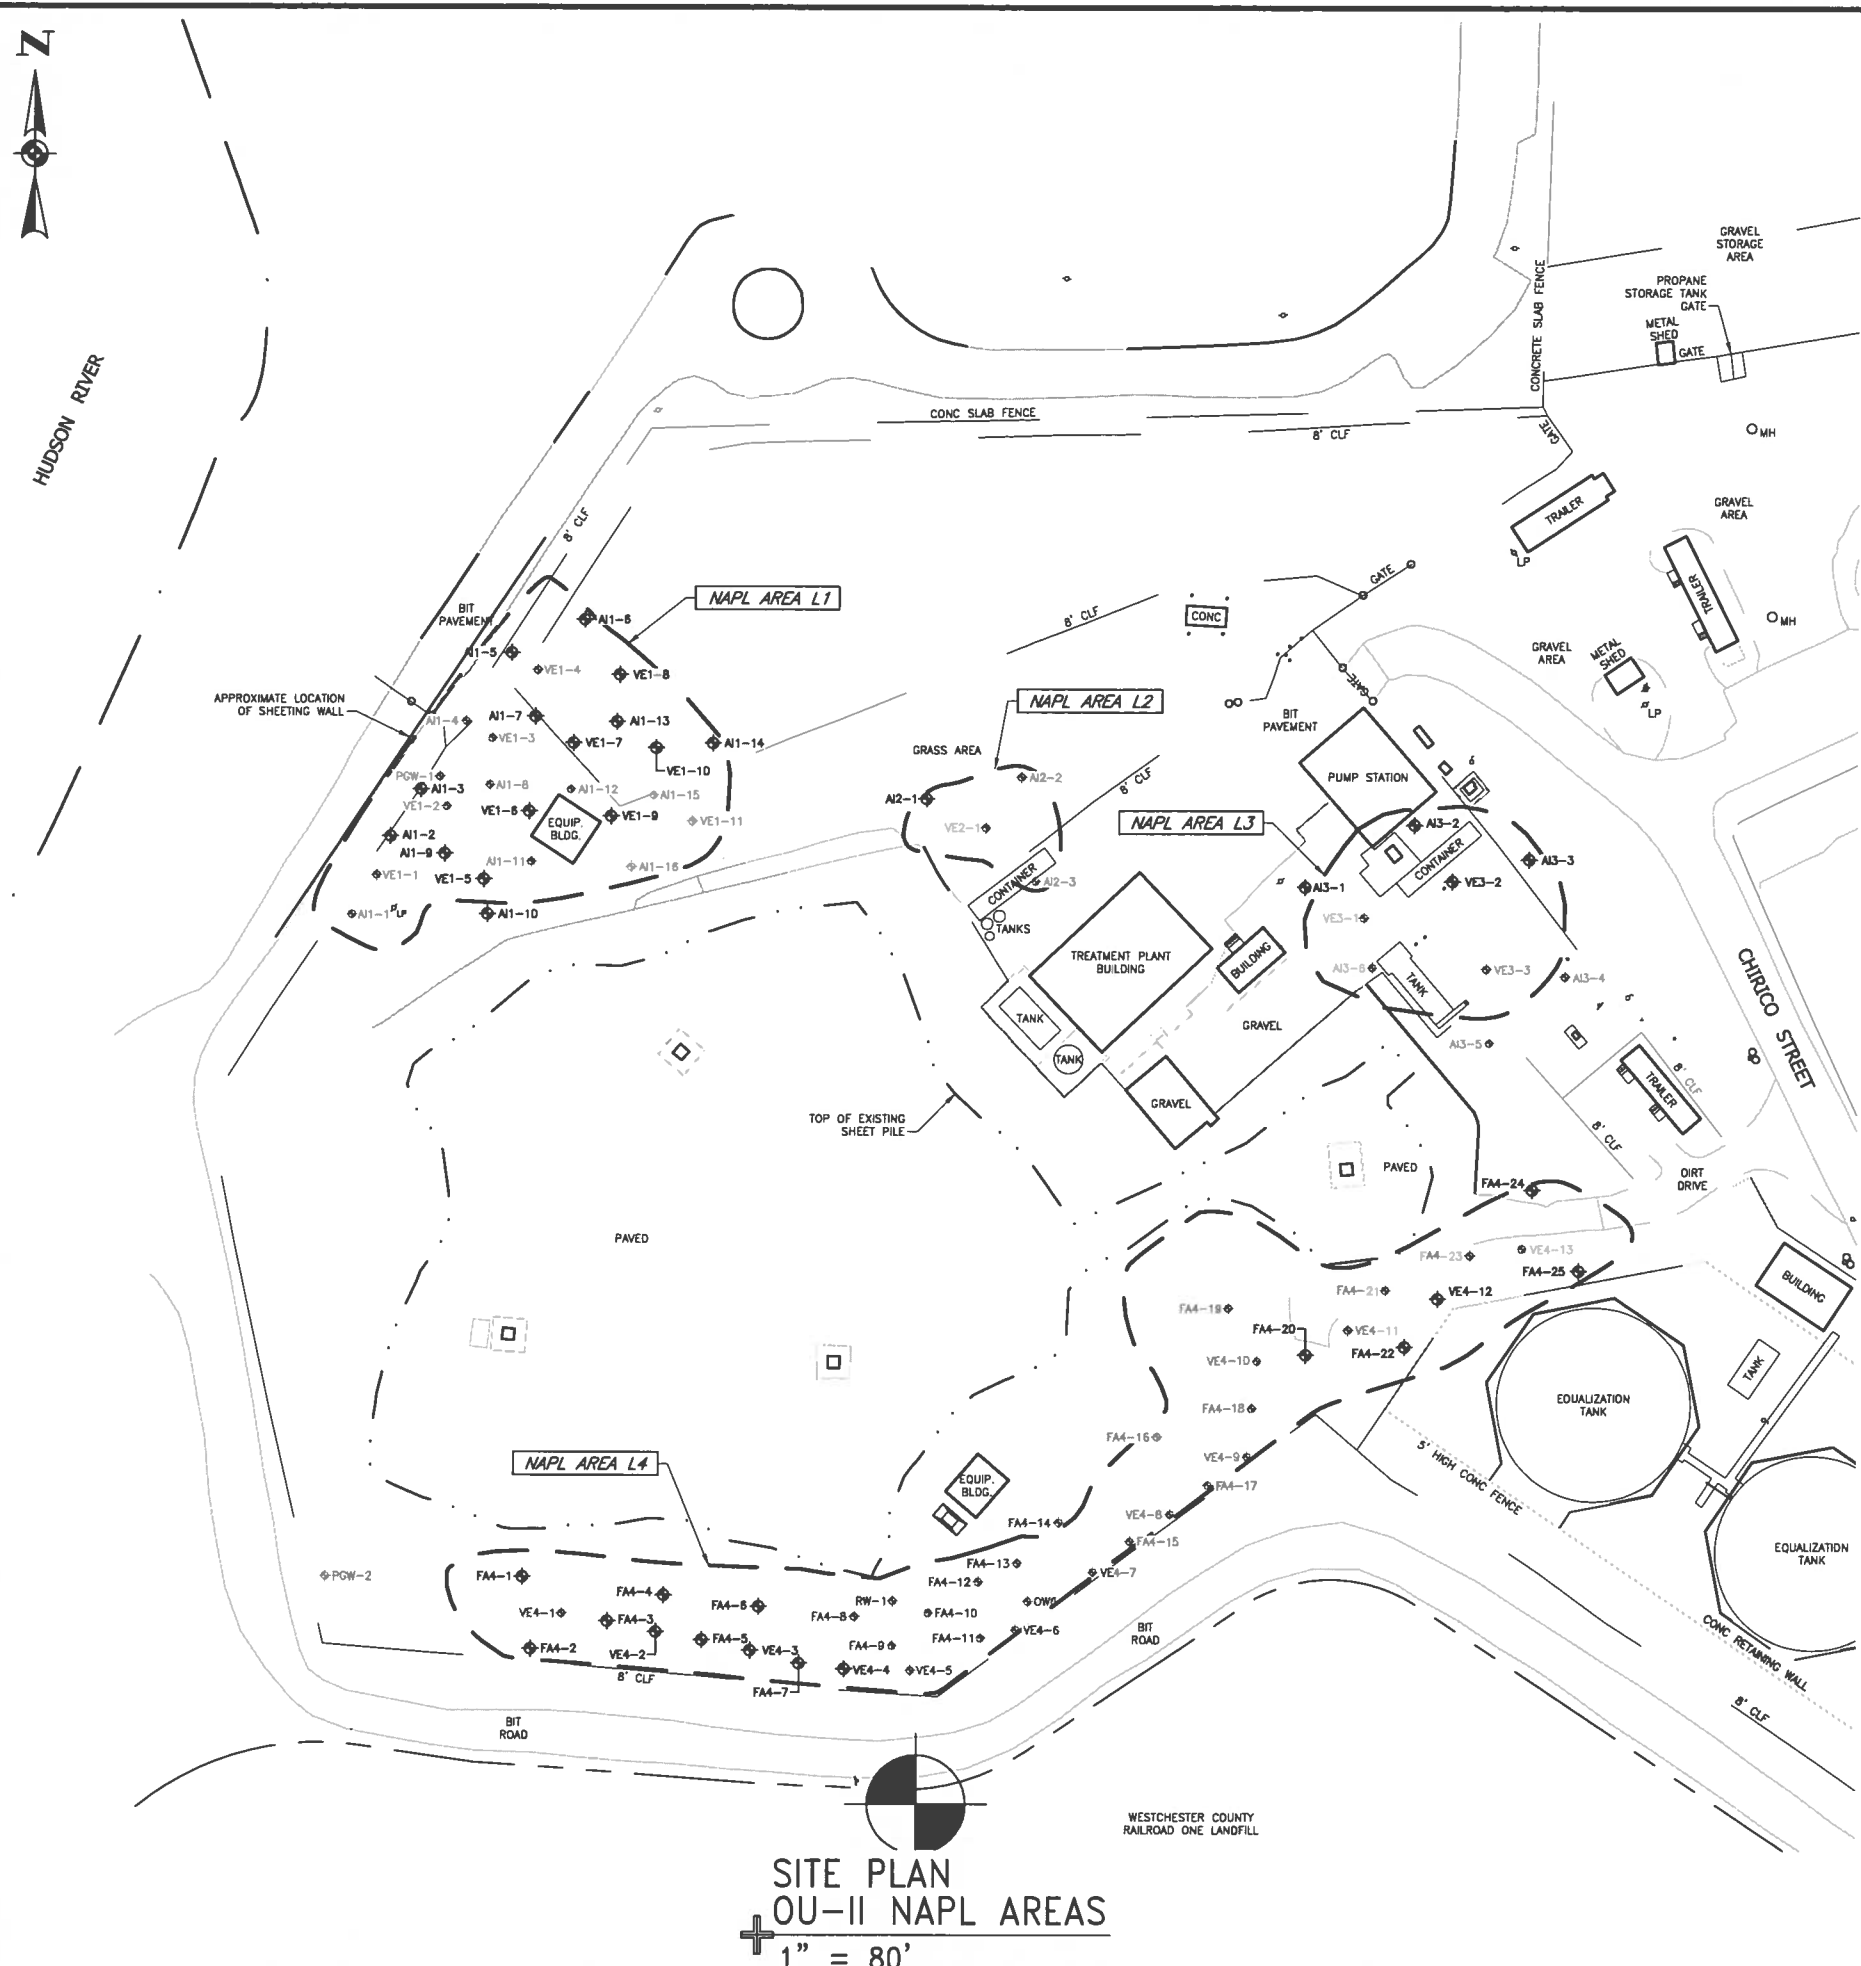 N
HUDSON RIVER
GRAVEL
STORAGE
AREA
PROPANE
STORAGE TANK
GATE
METAL
SHED
GATE
CONCRETE SLAB FENCE
CONC SLAB FENCE
8' CLF
GATE
MH
TRAILER
LP
GRAVEL
AREA
TRAILER
MH
8' CLF
BIT
PAVEMENT
NAPL AREA L1
AI1-6
AI1-5
VE1-4
VE1-8
APPROXIMATE LOCATION
OF SHEETING WALL
AI1-4
AI1-7
AI1-13
VE1-3
VE1-7
AI1-14
VE1-10
PGW-1
AI1-3
AI1-8
AI1-12
AI1-15
VE1-2
VE1-6
EQUIP.
BLDG.
VE1-9
VE1-11
AI1-2
AI1-9
AI1-11
AI1-16
VE1-1
VE1-5
AI1-1
LP
AI1-10
8' CLF
CONC
GATE
GATE
GRAVEL
AREA
METAL
SHED
LP
NAPL AREA L2
BIT
PAVEMENT
GRASS AREA
AI2-2
8' CLF
AI2-1
VE2-1
CONTAINER
AI2-3
TANKS
PUMP STATION
NAPL AREA L3
AI3-2
CONTAINER
AI3-3
AI3-1
VE3-2
VE3-1
BUILDING
TREATMENT PLANT
BUILDING
AI3-6
TANK
VE3-3
AI3-4
CHIRICO STREET
TANK
GRAVEL
TANK
AI3-5
GRAVEL
TRAILER
8' CLF
8' CLF
TOP OF EXISTING
SHEET PILE
PAVED
DIRT
DRIVE
FA4-24
PAVED
FA4-23
VE4-13
FA4-25
BUILDING
FA4-21
VE4-12
FA4-19
FA4-20
VE4-11
FA4-22
VE4-10
TANK
EQUALIZATION
TANK
FA4-18
FA4-16
VE4-9
5' HIGH CONC FENCE
NAPL AREA L4
EQUIP.
BLDG.
FA4-17
VE4-8
FA4-14
FA4-15
EQUALIZATION
TANK
FA4-13
VE4-7
PGW-2
FA4-1
FA4-12
FA4-4
RW-1
OW
FA4-6
VE4-1
FA4-3
FA4-8
FA4-10
VE4-6
BIT
ROAD
CONC RETAINING WALL
FA4-2
VE4-2
FA4-5
VE4-3
FA4-9
FA4-11
8' CLF
FA4-7
VE4-4
VE4-5
8' CLF
BIT
ROAD
WESTCHESTER COUNTY
RAILROAD ONE LANDFILL
SITE PLAN
OU-II NAPL AREAS
1" = 80'